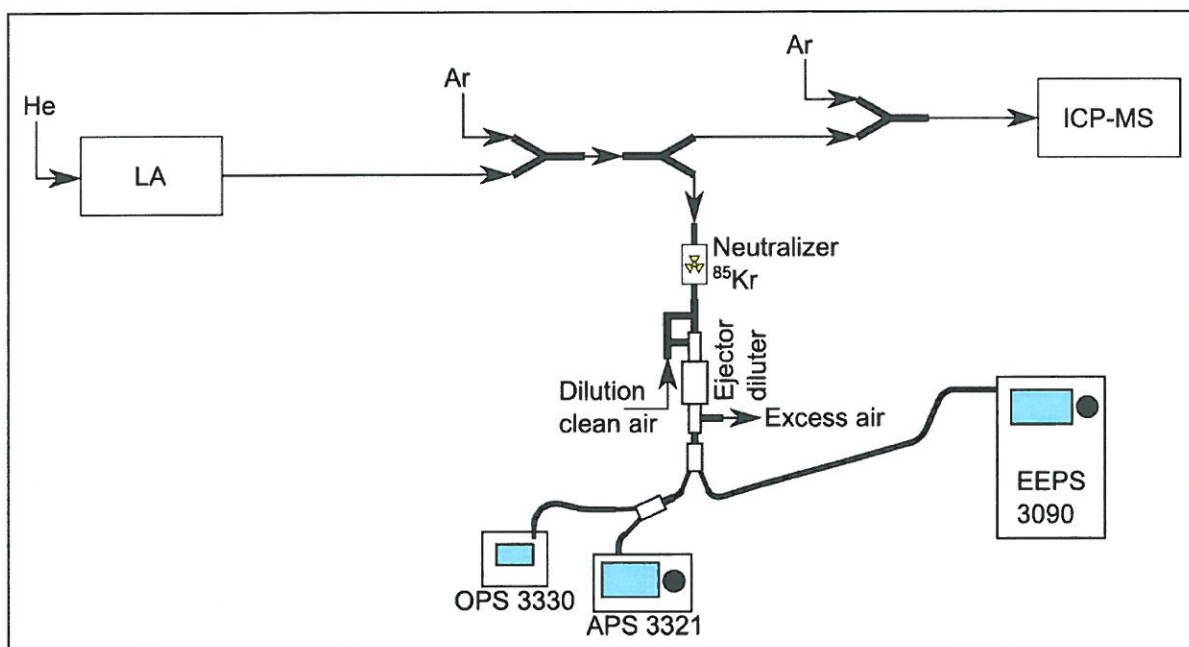 He
LA
Ar
Ar
ICP-MS
Neutralizer
⁸⁵Kr
Ejector
diluter
Dilution
clean air
Excess air
EEPS
3090
OPS 3330
APS 3321